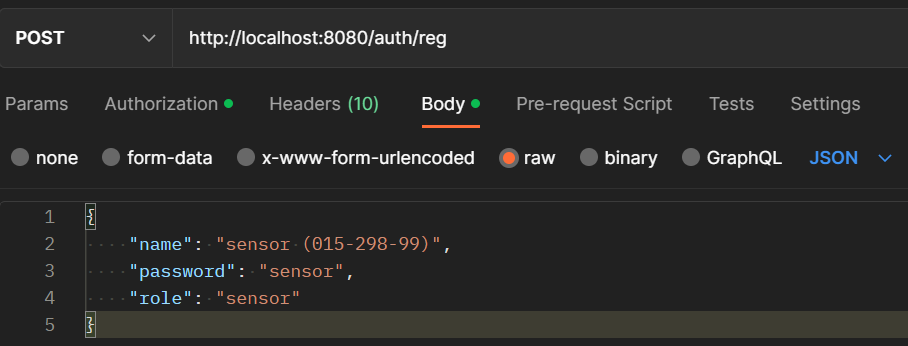 POST http://localhost:8080/auth/reg
Params Authorization Headers (10) Body Pre-request Script Tests Settings
none form-data x-www-form-urlencoded raw binary GraphQL JSON
1 {
2 "name": "sensor (015-298-99)",
3 "password": "sensor",
4 "role": "sensor"
5 }